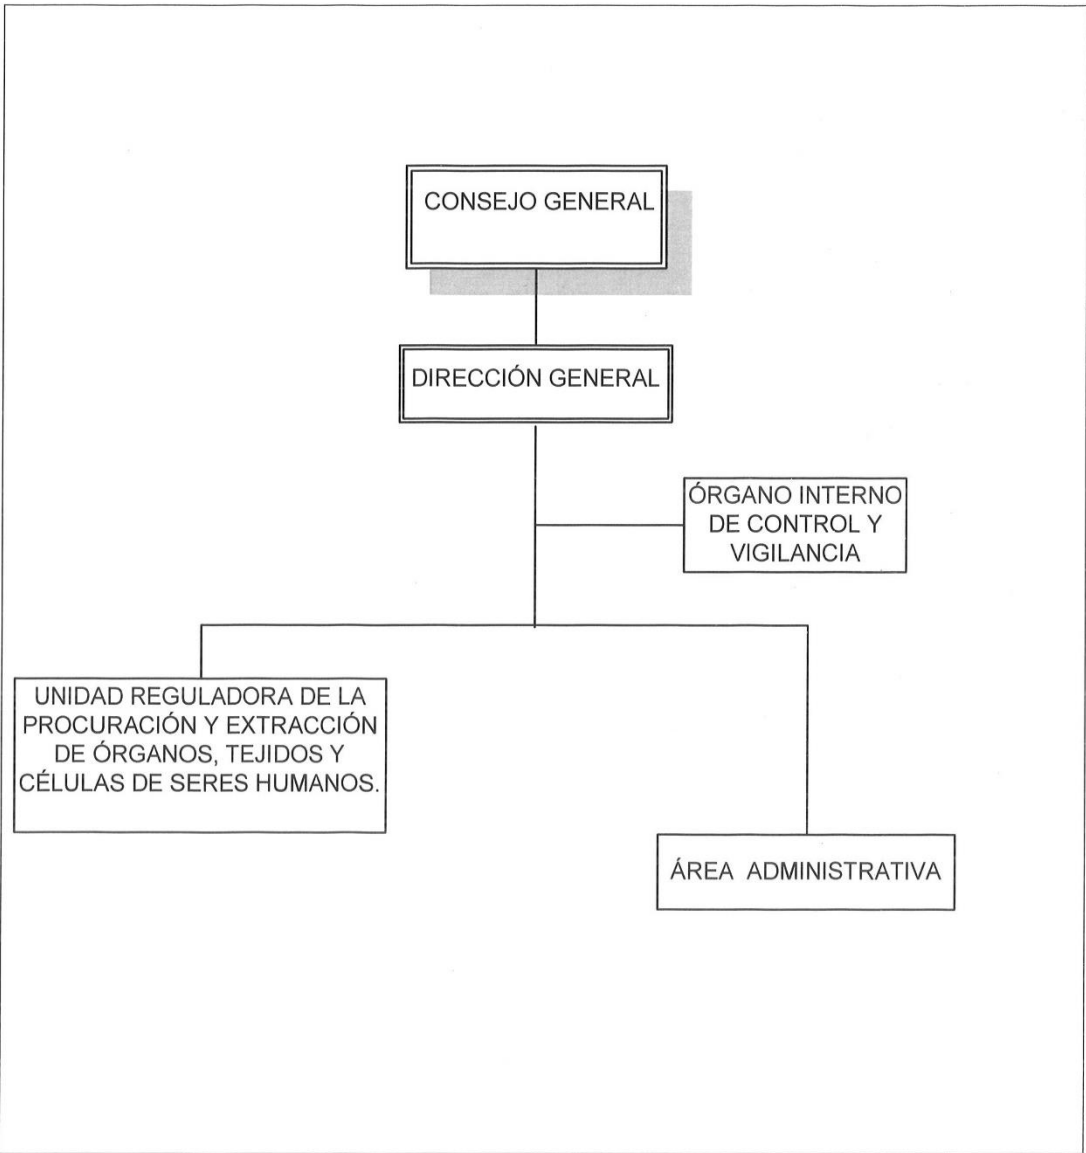 CONSEJO GENERAL
DIRECCIÓN GENERAL
ÓRGANO INTERNO
DE CONTROL Y
VIGILANCIA
UNIDAD REGULADORA DE LA
PROCURACIÓN Y EXTRACCIÓN
DE ÓRGANOS, TEJIDOS Y
CÉLULAS DE SERES HUMANOS.
ÁREA ADMINISTRATIVA